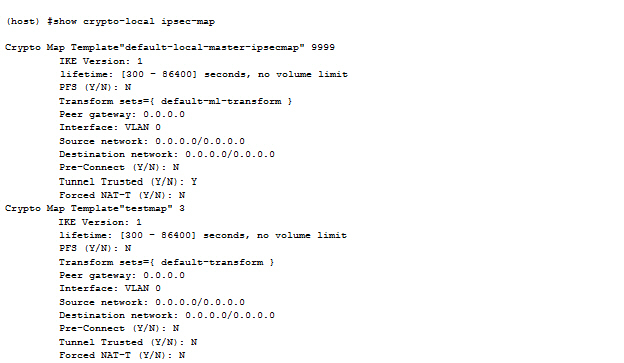 (host) #show crypto-local ipsec-map
Crypto Map Template"default-local-master-ipsecmap" 9999
IKE Version: 1
lifetime: [300 - 86400] seconds, no volume limit
PFS (Y/N): N
Transform sets={ default-ml-transform }
Peer gateway: 0.0.0.0
Interface: VLAN 0
Source network: 0.0.0.0/0.0.0.0
Destination network: 0.0.0.0/0.0.0.0
Pre-Connect (Y/N): N
Tunnel Trusted (Y/N): Y
Forced NAT-T (Y/N): N
Crypto Map Template"testmap" 3
IKE Version: 1
lifetime: [300 - 86400] seconds, no volume limit
PFS (Y/N): N
Transform sets={ default-transform }
Peer gateway: 0.0.0.0
Interface: VLAN 0
Source network: 0.0.0.0/0.0.0.0
Destination network: 0.0.0.0/0.0.0.0
Pre-Connect (Y/N): N
Tunnel Trusted (Y/N): N
Forced NAT-T (Y/N): N